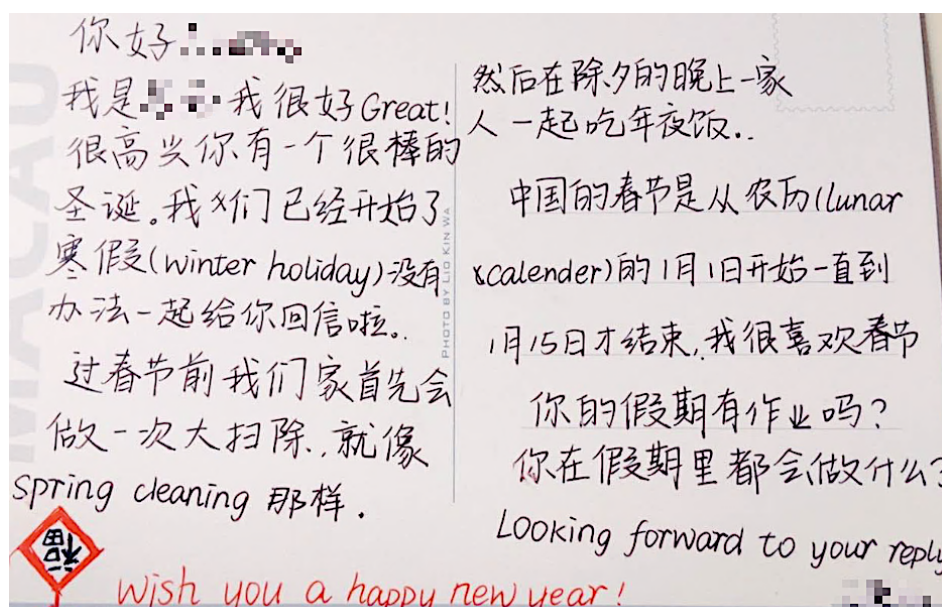 你好
我是 我很好Great!
很高兴你有一个很棒的
圣诞。我们已经开始了
寒假(winter holiday)没有
办法一起给你回信啦。
过春节前我们家首先会
做一次大扫除,就像
spring cleaning 那样.
然后在除夕的晚上一家
人一起吃年夜饭..
中国的春节是从农历(lunar
calender)的1月1日开始一直到
1月15日才结束,我很喜欢春节
你的假期有作业吗?
你在假期里都会做什么?
Looking forward to your reply
福
wish you a happy new year!
MACAU
PHOTO BY LIO KIN WA